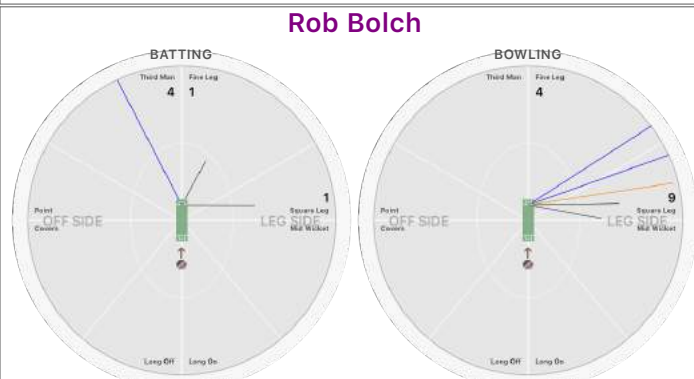 Rob Bolch
BATTING
Third Man
Fine Leg
4
1
1
Point
Covers
OFF SIDE
LEG SIDE
Square Leg
Mid Wicket
Long Off
Long On
BOWLING
Third Man
Fine Leg
4
9
Point
Covers
OFF SIDE
LEG SIDE
Square Leg
Mid Wicket
Long Off
Long On